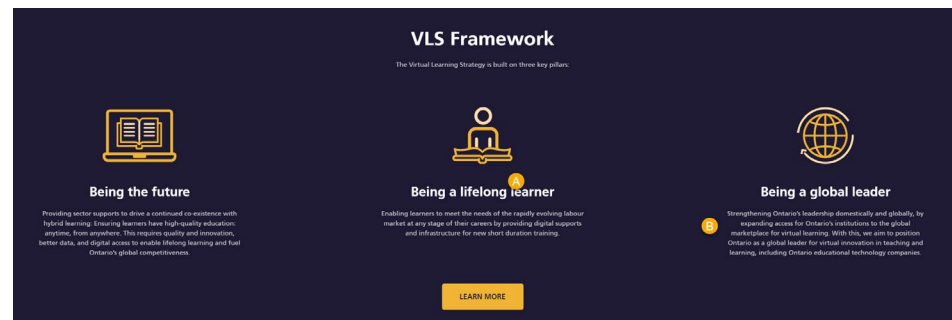 VLS Framework
The Virtual Learning Strategy is built on three key pillars:
Being the future
Providing sector supports to drive a continued co-existence with
hybrid learning: Ensuring learners have high-quality education:
anytime, from anywhere. This requires quality and innovation,
better data, and digital access to enable lifelong learning and fuel
Ontario's global competitiveness.
A
Being a lifelong learner
Enabling learners to meet the needs of the rapidly evolving labour
market at any stage of their careers by providing digital supports
and infrastructure for new short duration training.
Being a global leader
B
Strengthening Ontario's leadership domestically and globally, by
expanding access for Ontario's institutions to the global
marketplace for virtual learning. With this, we aim to position
Ontario as a global leader for virtual innovation in teaching and
learning, including Ontario educational technology companies.
LEARN MORE